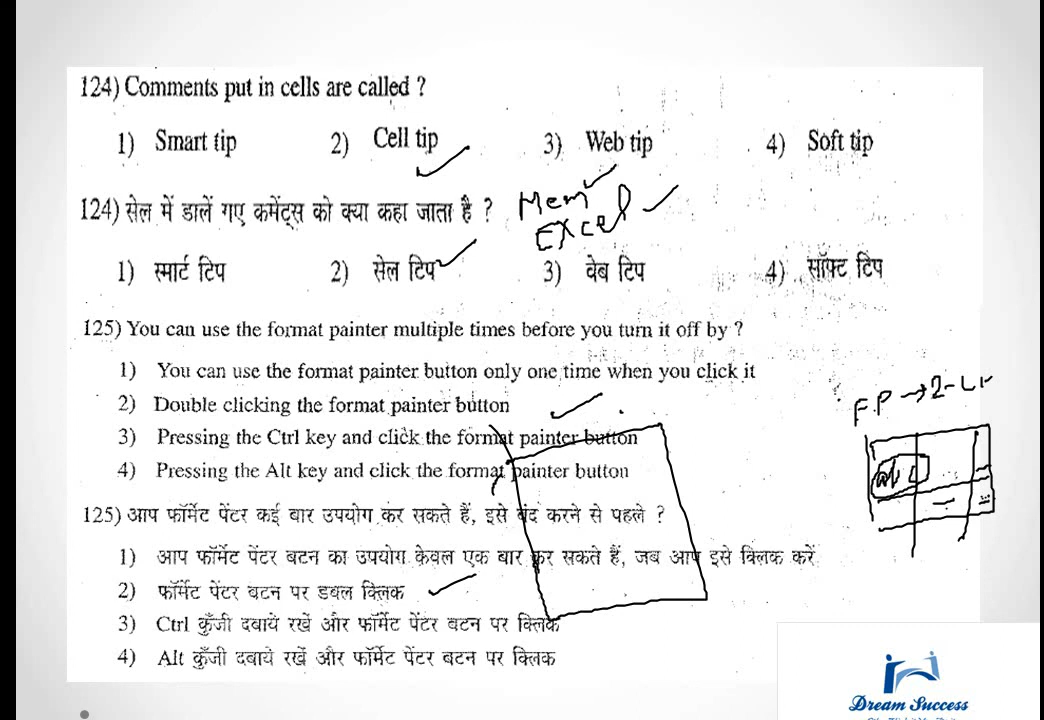 124) Comments put in cells are called ?
1) Smart tip 2) Cell tip 3) Web tip 4) Soft tip
124) सेल में डालें गए कमेंट्स को क्या कहा जाता है ?
Mem
Excel
1) स्मार्ट टिप 2) सेल टिप 3) वेब टिप 4) सॉफ्ट टिप
125) You can use the format painter multiple times before you turn it off by ?
1) You can use the format painter button only one time when you click it
2) Double clicking the format painter button
3) Pressing the Ctrl key and click the format painter button
4) Pressing the Alt key and click the format painter button
F.P → 2-
125) आप फॉर्मेट पेंटर कई बार उपयोग कर सकते हैं, इसे बंद करने से पहले ?
1) आप फॉर्मेट पेंटर बटन का उपयोग केवल एक बार कर सकते हैं, जब आप इसे क्लिक करें
2) फॉर्मेट पेंटर बटन पर डबल क्लिक
3) Ctrl कुँजी दबाये रखें और फॉर्मेट पेंटर बटन पर क्लिक
4) Alt कुँजी दबाये रखें और फॉर्मेट पेंटर बटन पर क्लिक
Dream Success